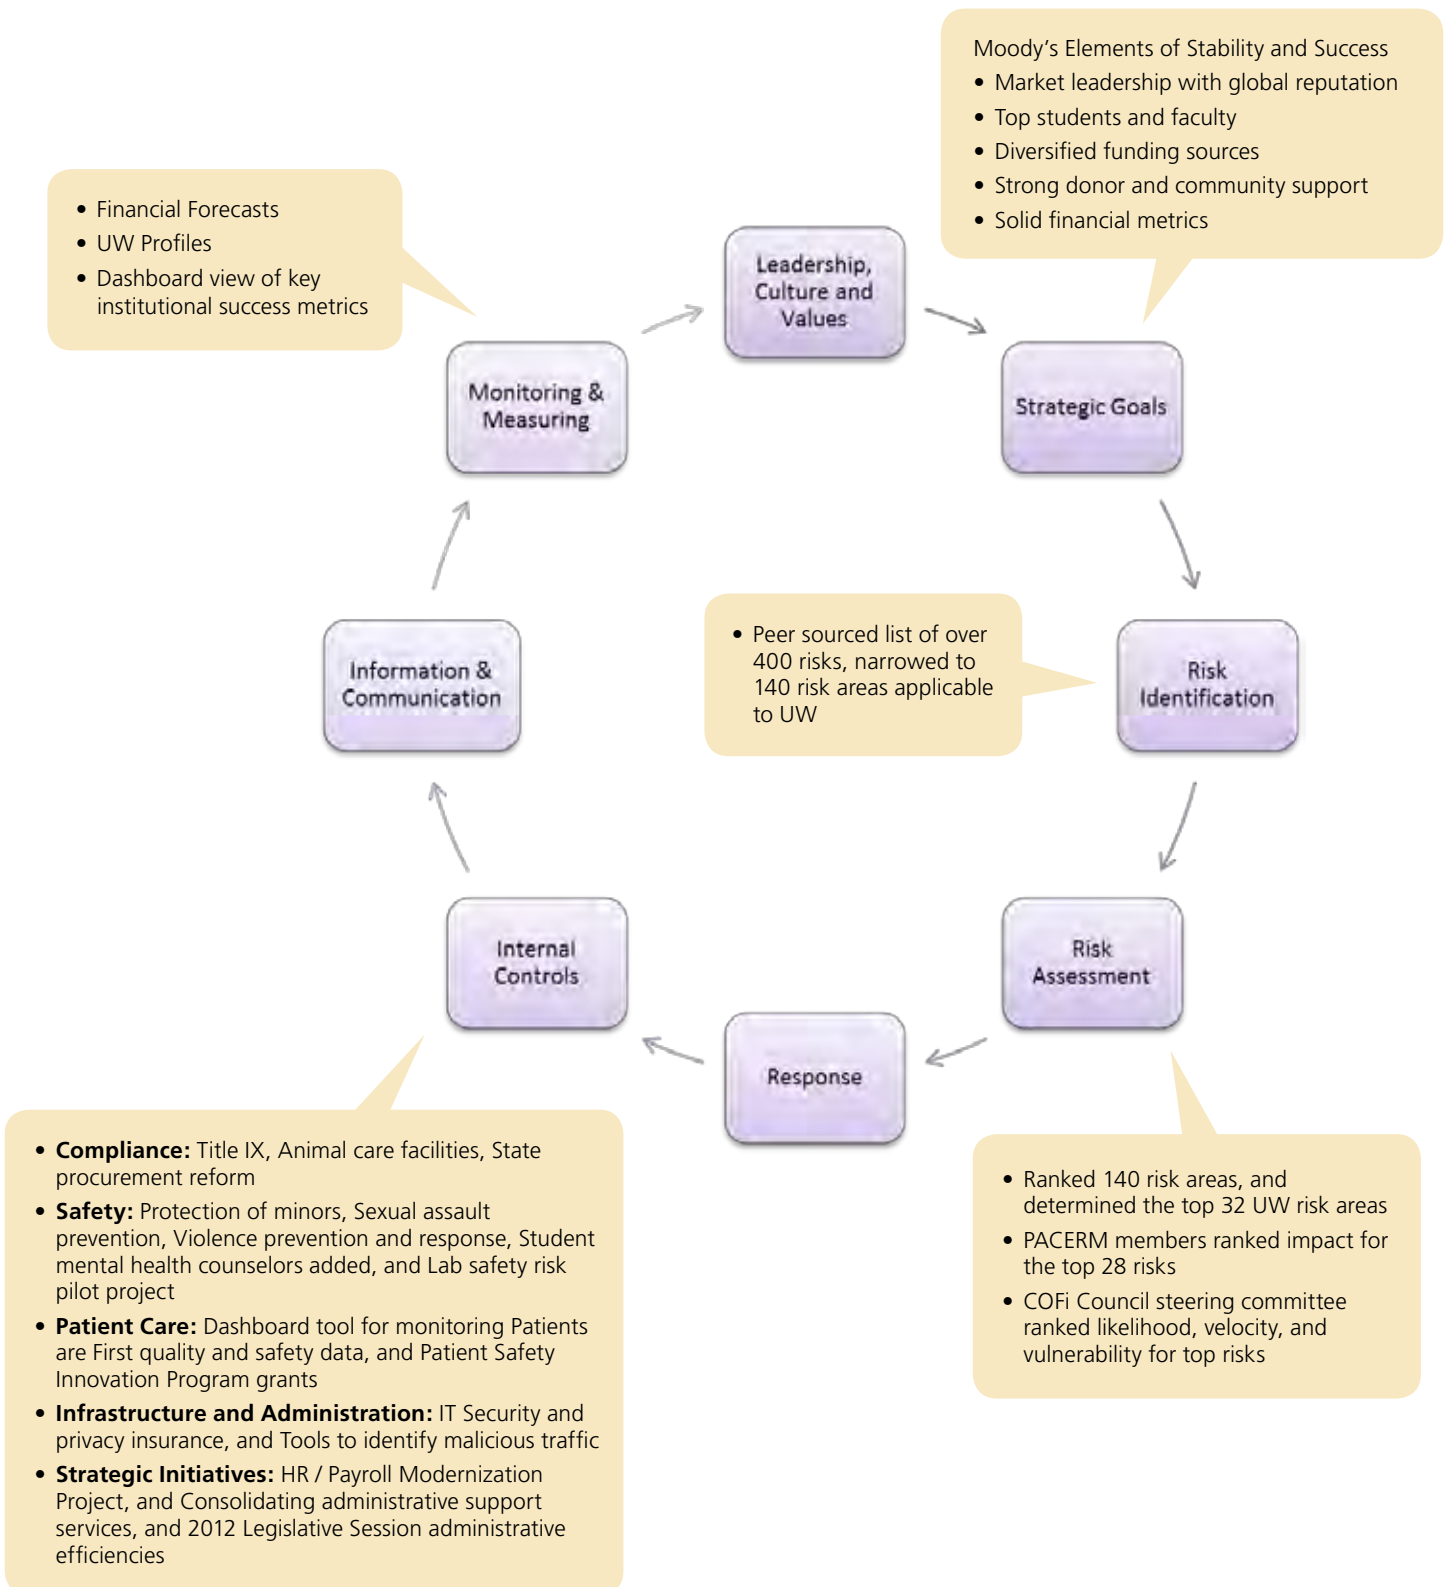 Moody’s Elements of Stability and Success
• Market leadership with global reputation
• Top students and faculty
• Diversified funding sources
• Strong donor and community support
• Solid financial metrics
• Financial Forecasts
• UW Profiles
• Dashboard view of key
institutional success metrics
Leadership,
Culture and
Values
Monitoring &
Measuring
Strategic Goals
• Peer sourced list of over
400 risks, narrowed to
140 risk areas applicable
to UW
Information &
Communication
Risk
Identification
Internal
Controls
Risk
Assessment
Response
• Compliance: Title IX, Animal care facilities, State
procurement reform
• Safety: Protection of minors, Sexual assault
prevention, Violence prevention and response, Student
mental health counselors added, and Lab safety risk
pilot project
• Patient Care: Dashboard tool for monitoring Patients
are First quality and safety data, and Patient Safety
Innovation Program grants
• Infrastructure and Administration: IT Security and
privacy insurance, and Tools to identify malicious traffic
• Strategic Initiatives: HR / Payroll Modernization
Project, and Consolidating administrative support
services, and 2012 Legislative Session administrative
efficiencies
• Ranked 140 risk areas, and
determined the top 32 UW risk areas
• PACERM members ranked impact for
the top 28 risks
• COFi Council steering committee
ranked likelihood, velocity, and
vulnerability for top risks